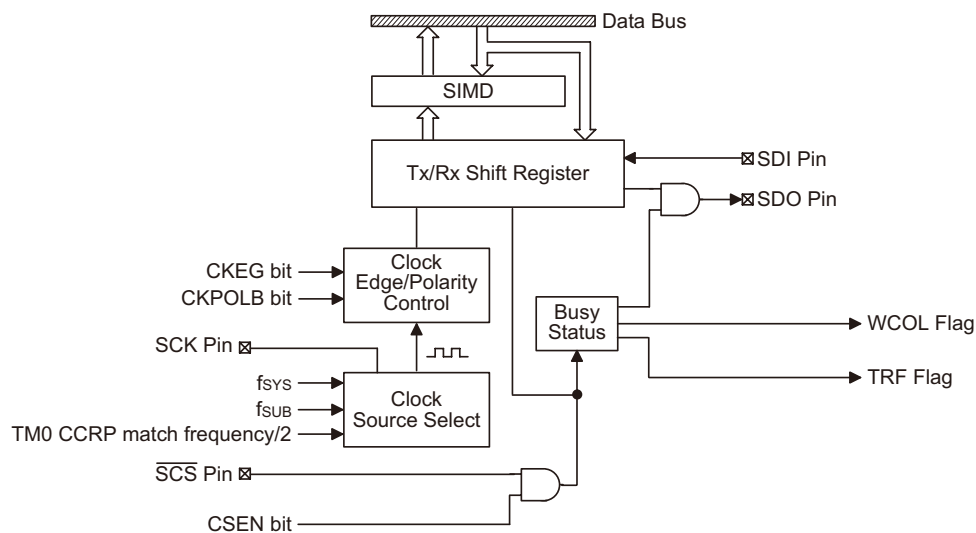 Data Bus
SIMD
Tx/Rx Shift Register
SDI Pin
SDO Pin
CKEG bit
CKPOLB bit
Clock
Edge/Polarity
Control
Busy
Status
WCOL Flag
TRF Flag
SCK Pin
fSYS
fSUB
TM0 CCRP match frequency/2
Clock
Source Select
SCS Pin
CSEN bit